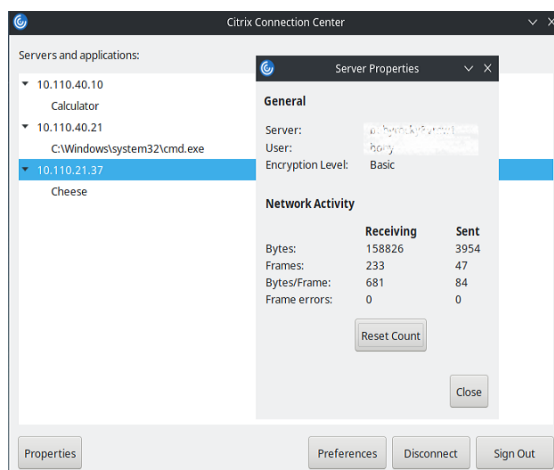 Citrix Connection Center
Servers and applications:
10.110.40.10
Calculator
10.110.40.21
C:\Windows\system32\cmd.exe
10.110.21.37
Cheese
Server Properties
General
Server:
User:
Encryption Level: Basic
Network Activity
Receiving Sent
Bytes: 158826 3954
Frames: 233 47
Bytes/Frame: 681 84
Frame errors: 0 0
Reset Count
Close
Properties Preferences Disconnect Sign Out